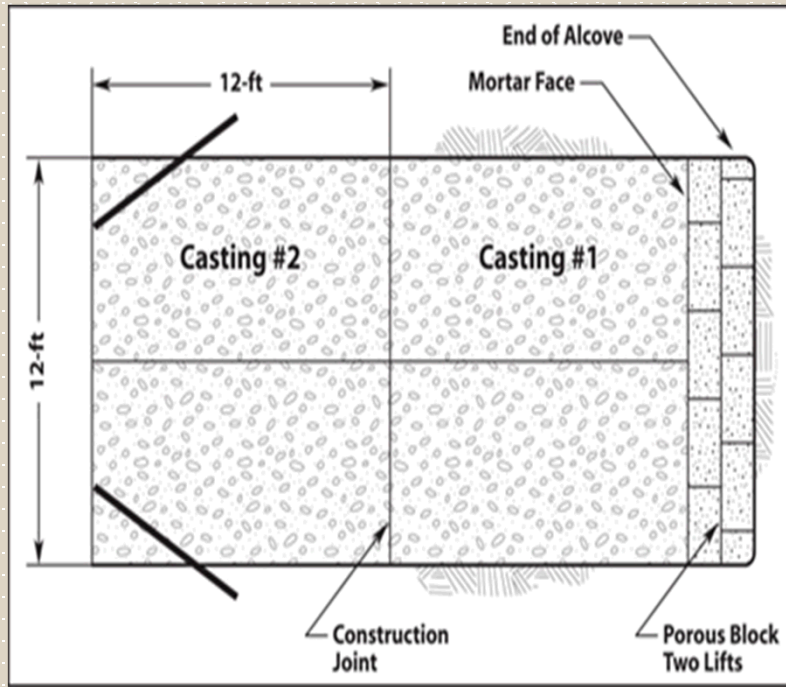 End of Alcove
Mortar Face
12-ft
Casting #2
Casting #1
12-ft
Construction
Joint
Porous Block
Two Lifts